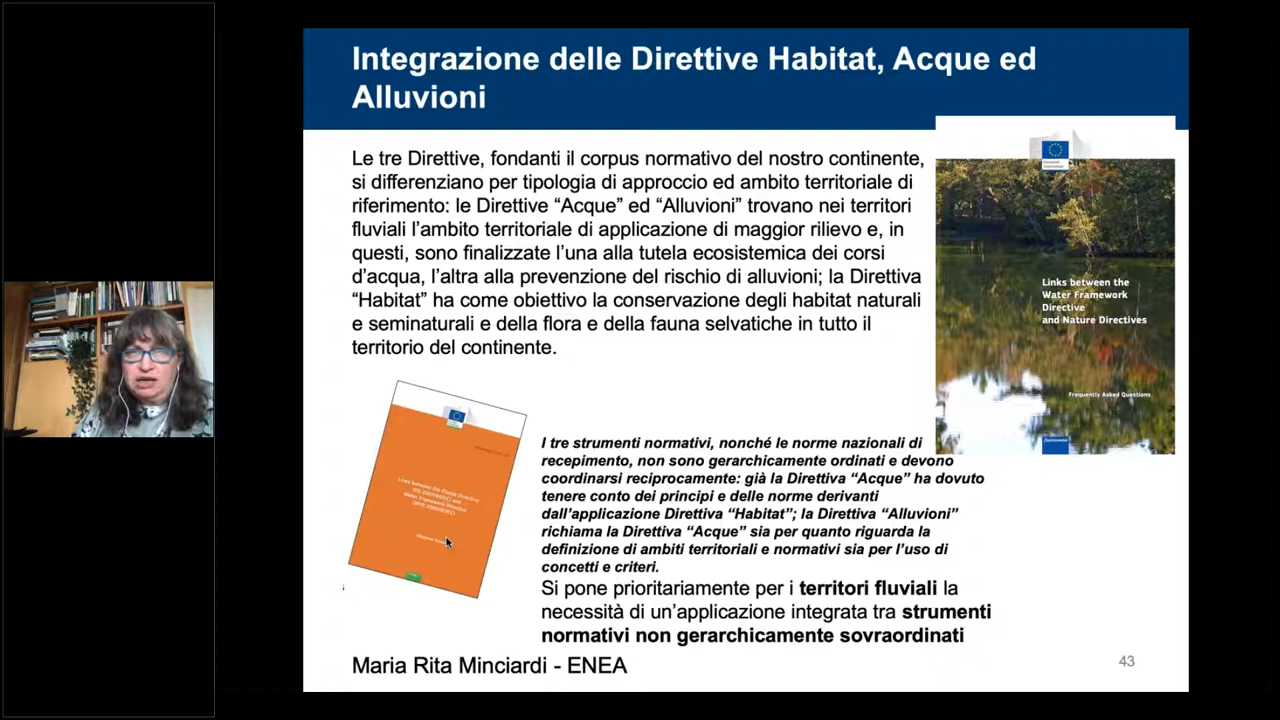 Integrazione delle Direttive Habitat, Acque ed
Alluvioni
Le tre Direttive, fondanti il corpus normativo del nostro continente,
si differenziano per tipologia di approccio ed ambito territoriale di
riferimento: le Direttive “Acque” ed “Alluvioni” trovano nei territori
fluviali l’ambito territoriale di applicazione di maggior rilievo e, in
questi, sono finalizzate l’una alla tutela ecosistemica dei corsi
d’acqua, l’altra alla prevenzione del rischio di alluvioni; la Direttiva
“Habitat” ha come obiettivo la conservazione degli habitat naturali
e seminaturali e della flora e della fauna selvatiche in tutto il
territorio del continente.
Links between the
Water Framework
Directive
and Nature Directives
Frequently Asked Questions
Links between the Floods Directive
I tre strumenti normativi, nonché le norme nazionali di
recepimento, non sono gerarchicamente ordinati e devono
coordinarsi reciprocamente: già la Direttiva “Acque” ha dovuto
tenere conto dei principi e delle norme derivanti
dall’applicazione Direttiva “Habitat”; la Direttiva “Alluvioni”
richiama la Direttiva “Acque” sia per quanto riguarda la
definizione di ambiti territoriali e normativi sia per l’uso di
concetti e criteri.
Si pone prioritariamente per i territori fluviali la
necessità di un’applicazione integrata tra strumenti
normativi non gerarchicamente sovraordinati
Maria Rita Minciardi - ENEA
43